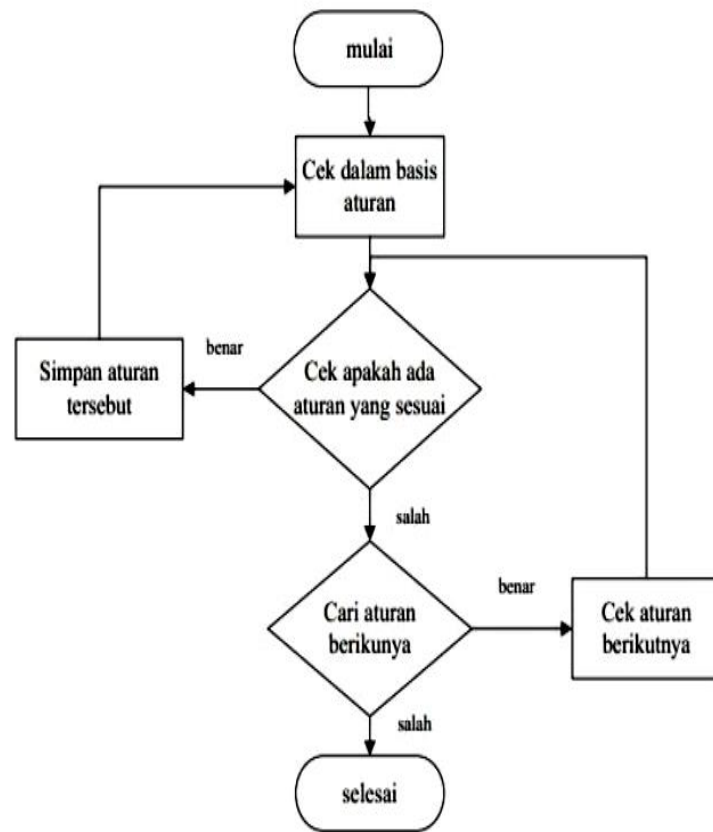 mulai
Cek dalam basis
aturan
benar
Simpan aturan
tersebut
Cek apakah ada
aturan yang sesuai
salah
Cari aturan
berikunya
benar
Cek aturan
berikutnya
salah
selesai